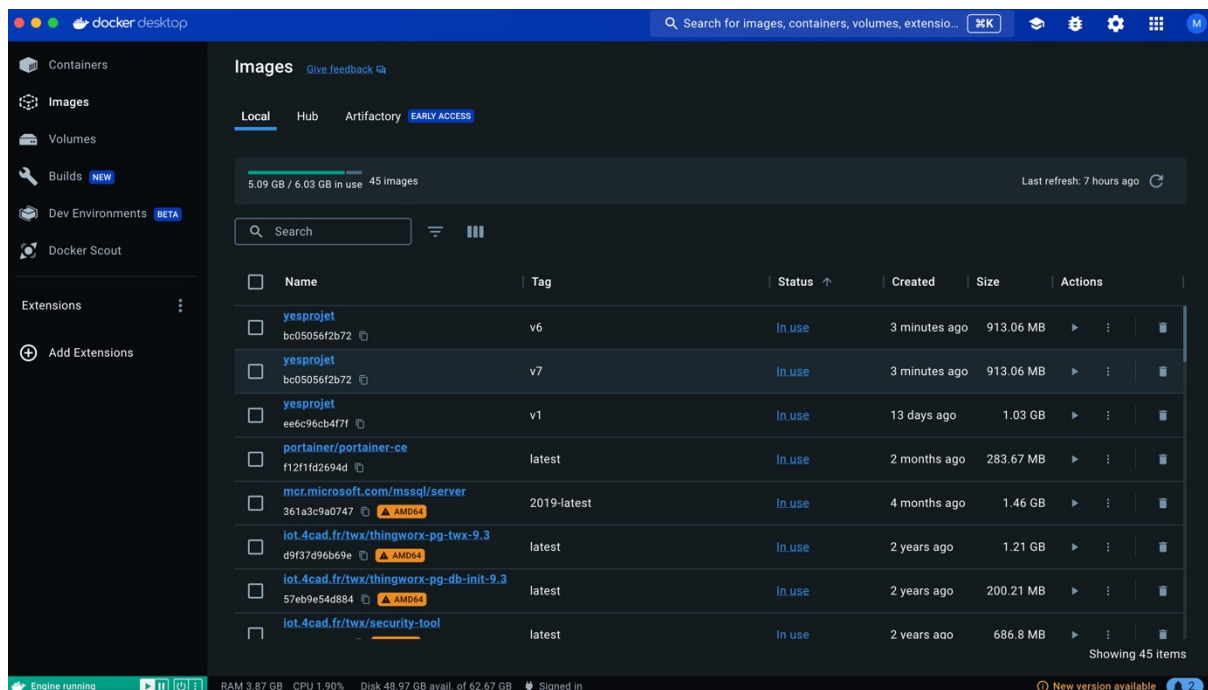 docker desktop
Search for images, containers, volumes, extensio... ⌘K
M
Containers
Images
Volumes
Builds NEW
Dev Environments BETA
Docker Scout
Extensions
Add Extensions
Images Give feedback
Local Hub Artifactory EARLY ACCESS
5.09 GB / 6.03 GB in use 45 images Last refresh: 7 hours ago
Search
Name Tag Status Created Size Actions
yesprojet
bc05056f2b72 v6 In use 3 minutes ago 913.06 MB
yesprojet
bc05056f2b72 v7 In use 3 minutes ago 913.06 MB
yesprojet
ee6c96cb4f7f v1 In use 13 days ago 1.03 GB
portainer/portainer-ce
f12f1fd2694d latest In use 2 months ago 283.67 MB
mcr.microsoft.com/mssql/server
361a3c9a0747 AMD64 2019-latest In use 4 months ago 1.46 GB
iot.4cad.fr/twx/thingworx-pg-twx-9.3
d9f37d96b69e AMD64 latest In use 2 years ago 1.21 GB
iot.4cad.fr/twx/thingworx-pg-db-init-9.3
57eb9e54d884 AMD64 latest In use 2 years ago 200.21 MB
iot.4cad.fr/twx/security-tool
latest In use 2 years ago 686.8 MB
Showing 45 items
Engine running RAM 3.87 GB CPU 1.90% Disk 48.97 GB avail. of 62.67 GB Signed in New version available 2